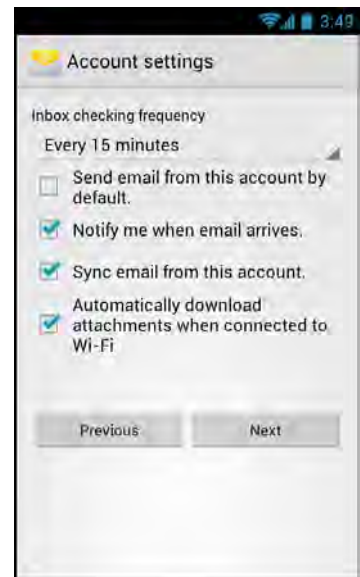 3:49
Account settings
Inbox checking frequency
Every 15 minutes
Send email from this account by
default.
Notify me when email arrives.
Sync email from this account.
Automatically download
attachments when connected to
Wi-Fi
Previous
Next